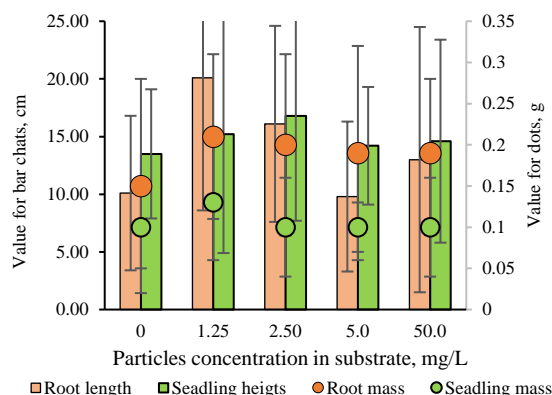 25.00
20.00
15.00
10.00
5.00
0.00
Value for bar chats, cm
0.35
0.3
0.25
0.2
0.15
0.1
0.05
0
Value for dots, g
0 1.25 2.50 5.0 50.0
Particles concentration in substrate, mg/L
Root length Seadling heigts Root mass Seadling mass